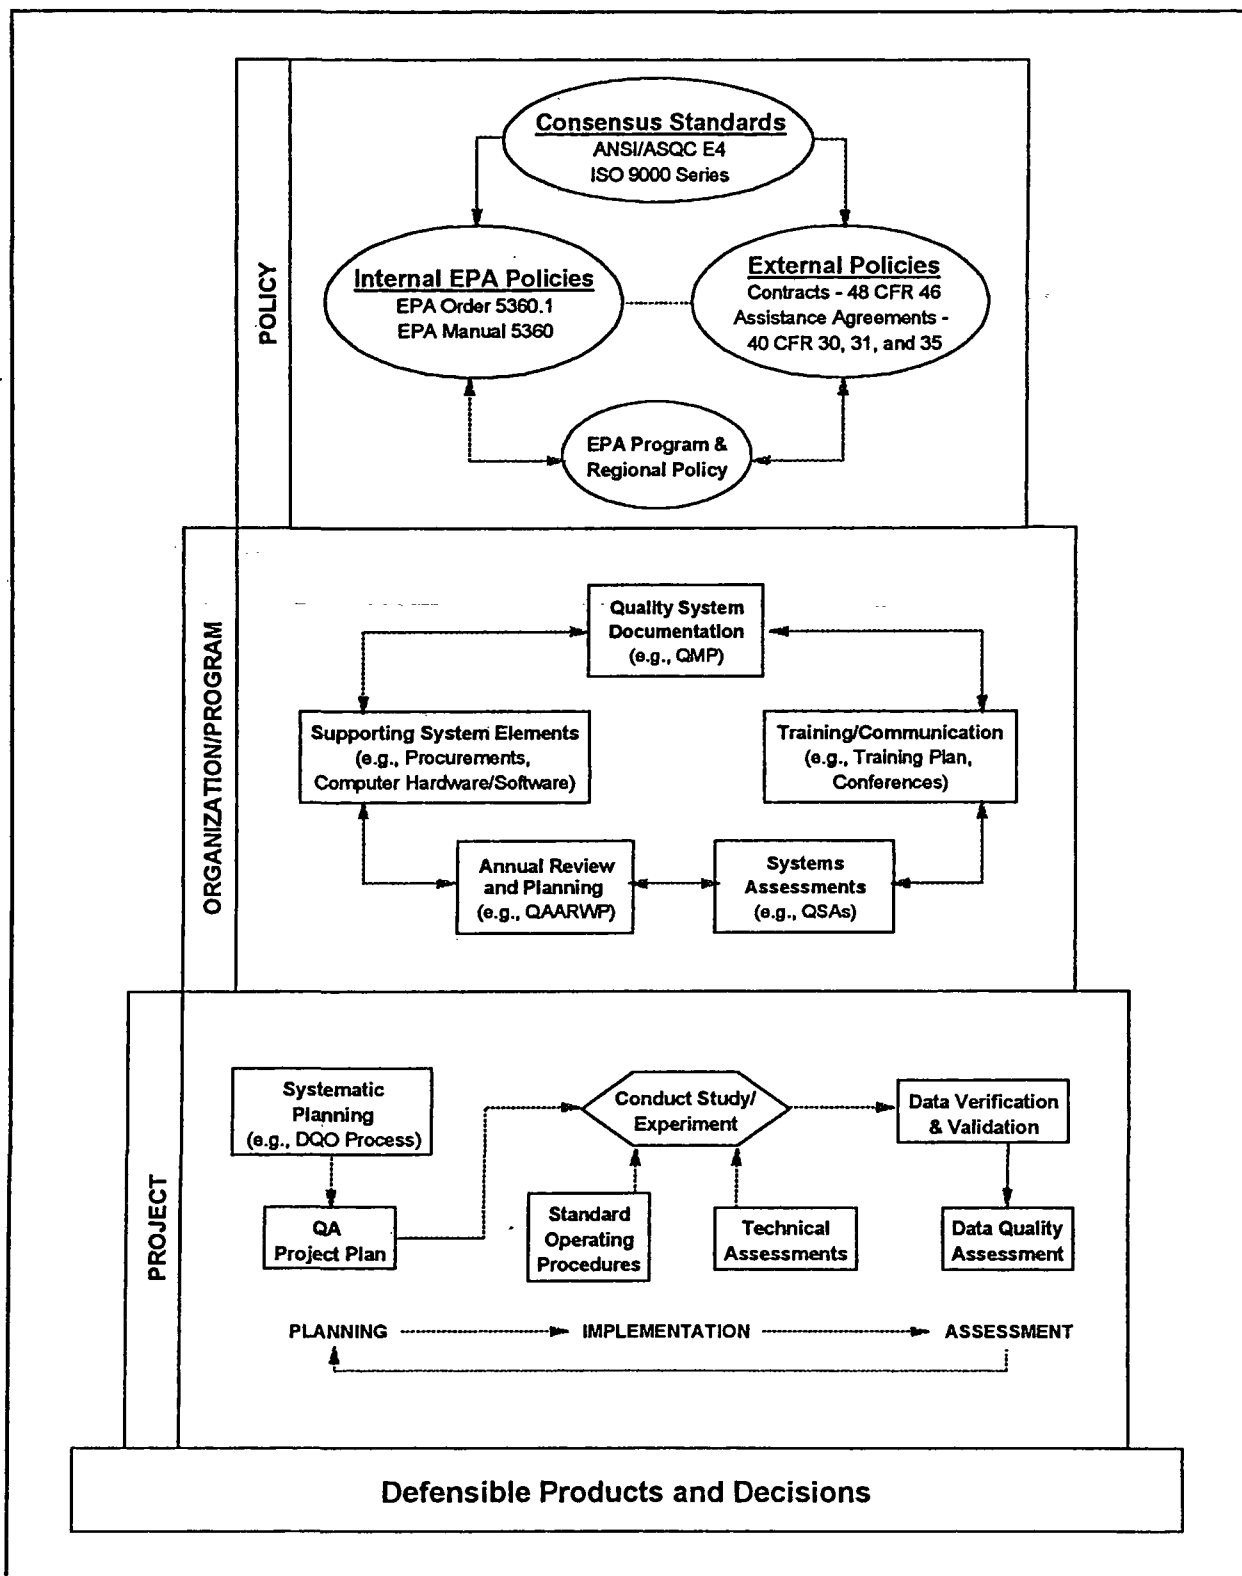 POLICY
Consensus Standards
ANSI/ASQC E4
ISO 9000 Series
Internal EPA Policies
EPA Order 5360.1
EPA Manual 5360
External Policies
Contracts - 48 CFR 46
Assistance Agreements -
40 CFR 30, 31, and 35
EPA Program &
Regional Policy
ORGANIZATION/PROGRAM
Quality System
Documentation
(e.g., QMP)
Supporting System Elements
(e.g., Procurements,
Computer Hardware/Software)
Training/Communication
(e.g., Training Plan,
Conferences)
Annual Review
and Planning
(e.g., QAARWP)
Systems
Assessments
(e.g., QSAs)
PROJECT
Systematic
Planning
(e.g., DQO Process)
QA
Project Plan
Conduct Study/
Experiment
Standard
Operating
Procedures
Technical
Assessments
Data Verification
& Validation
Data Quality
Assessment
PLANNING
IMPLEMENTATION
ASSESSMENT
Defensible Products and Decisions